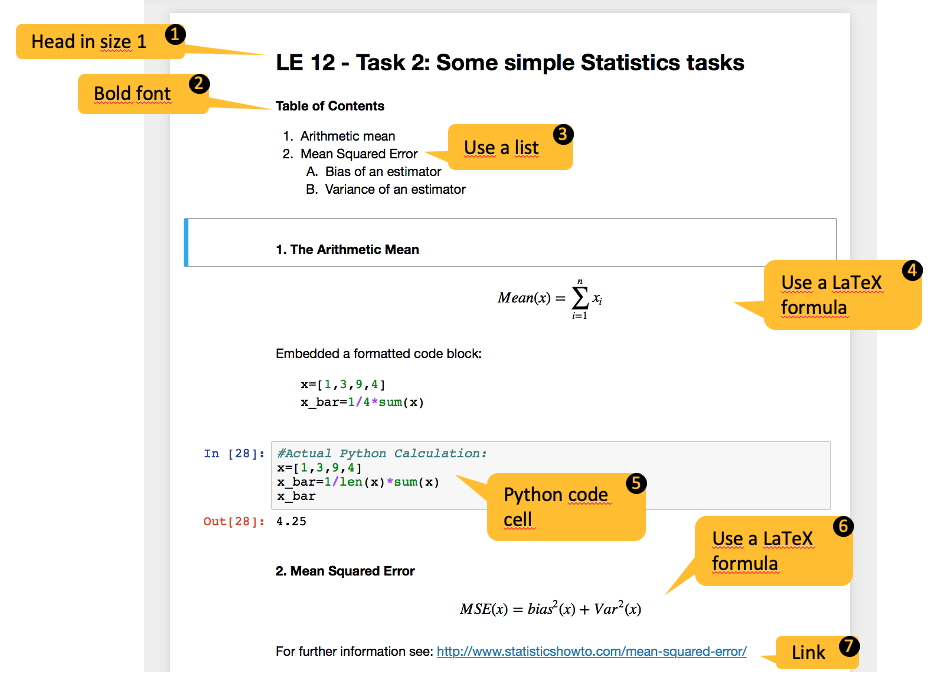 Head in size 1
1
LE 12 - Task 2: Some simple Statistics tasks
Bold font
2
Table of Contents
1. Arithmetic mean
2. Mean Squared Error
A. Bias of an estimator
B. Variance of an estimator
Use a list
3
1. The Arithmetic Mean
Mean(x) = ∑_{i=1}^{n} x_i
Use a LaTeX
formula
4
Embedded a formatted code block:
x=[1,3,9,4]
x_bar=1/4*sum(x)
In [28]: #Actual Python Calculation:
x=[1,3,9,4]
x_bar=1/len(x)*sum(x)
x_bar
Python code
cell
5
Out[28]: 4.25
2. Mean Squared Error
Use a LaTeX
formula
6
MSE(x) = bias²(x) + Var²(x)
For further information see: http://www.statisticshowto.com/mean-squared-error/
Link
7